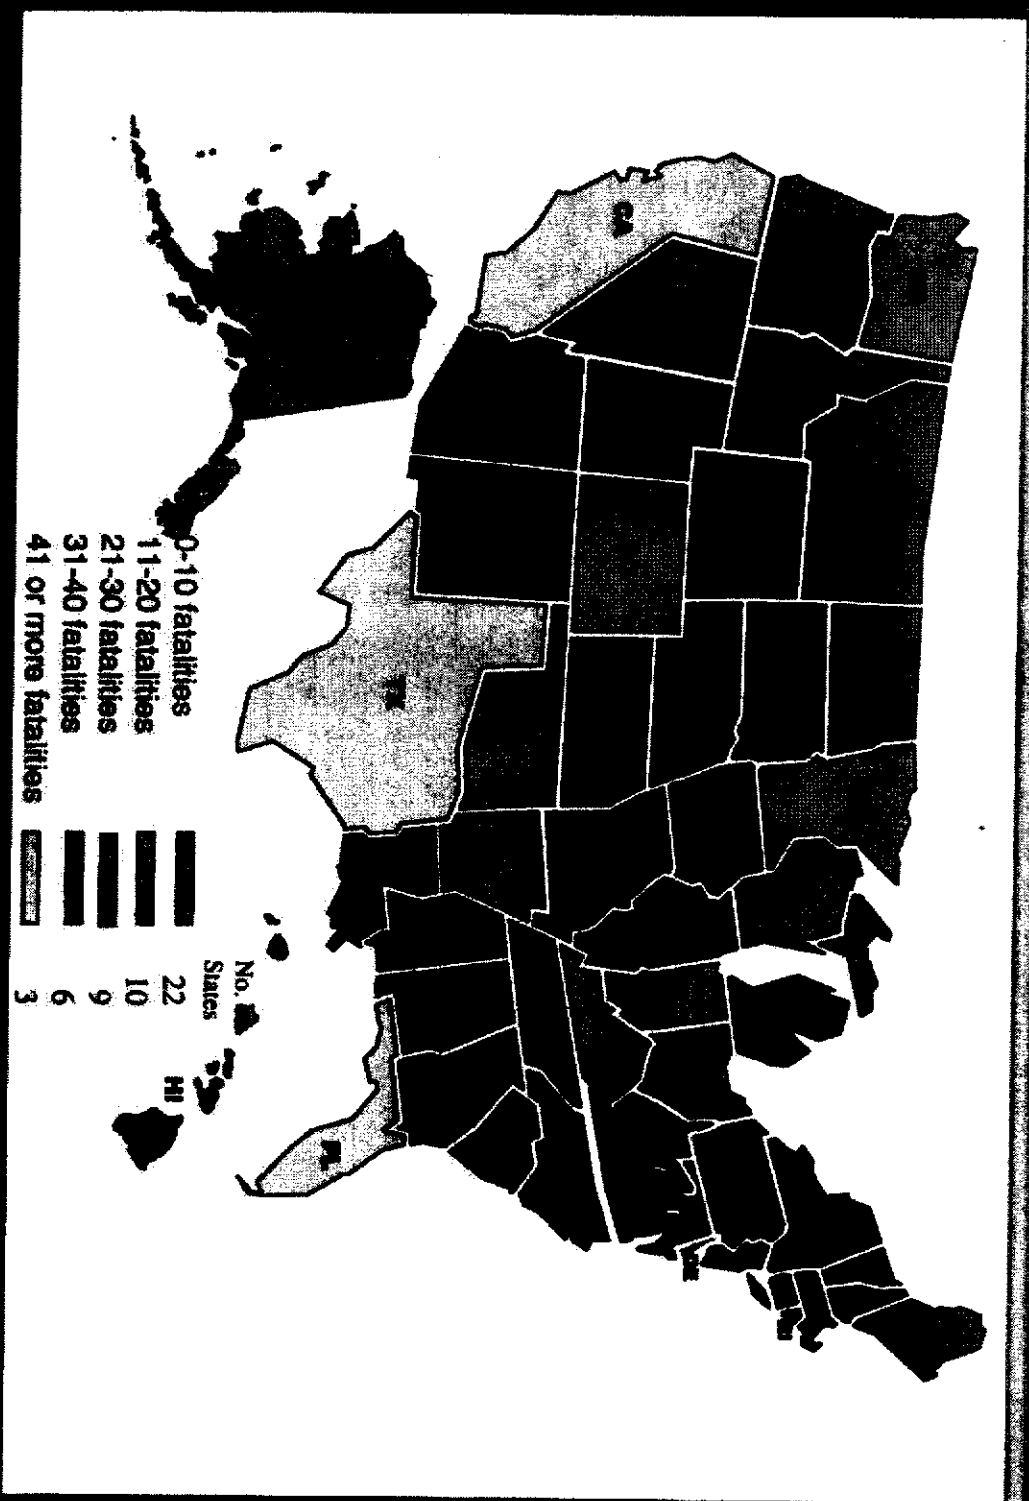 CA
TX
FL
HI
DE
No.
States
0-10 fatalities 22
11-20 fatalities 10
21-30 fatalities 9
31-40 fatalities 6
41 or more fatalities 3